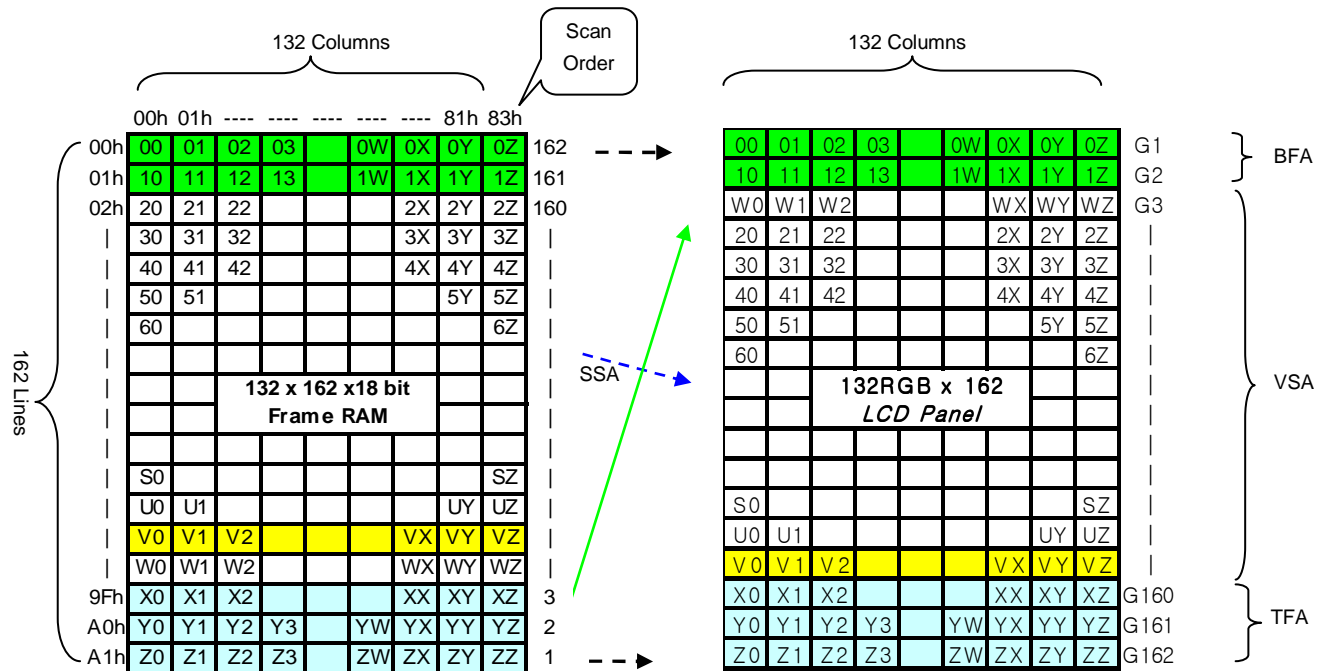 Scan
Order
132 Columns
132 Columns
00h 01h ---- ---- ---- ---- ---- 81h 83h
00h 00 01 02 03 0W 0X 0Y 0Z 162
01h 10 11 12 13 1W 1X 1Y 1Z 161
02h 20 21 22 2X 2Y 2Z 160
30 31 32 3X 3Y 3Z
40 41 42 4X 4Y 4Z
50 51 5Y 5Z
60 6Z
132 x 162 x18 bit
Frame RAM
S0 SZ
U0 U1 UY UZ
V0 V1 V2 VX VY VZ
W0 W1 W2 WX WY WZ
9Fh X0 X1 X2 XX XY XZ 3
A0h Y0 Y1 Y2 Y3 YW YX YY YZ 2
A1h Z0 Z1 Z2 Z3 ZW ZX ZY ZZ 1
162 Lines
SSA
00 01 02 03 0W 0X 0Y 0Z G1
10 11 12 13 1W 1X 1Y 1Z G2
W0 W1 W2 WX WY WZ G3
20 21 22 2X 2Y 2Z
30 31 32 3X 3Y 3Z
40 41 42 4X 4Y 4Z
50 51 5Y 5Z
60 6Z
132RGB x 162
LCD Panel
S0 SZ
U0 U1 UY UZ
V0 V1 V2 VX VY VZ
X0 X1 X2 XX XY XZ G160
Y0 Y1 Y2 Y3 YW YX YY YZ G161
Z0 Z1 Z2 Z3 ZW ZX ZY ZZ G162
BFA
VSA
TFA